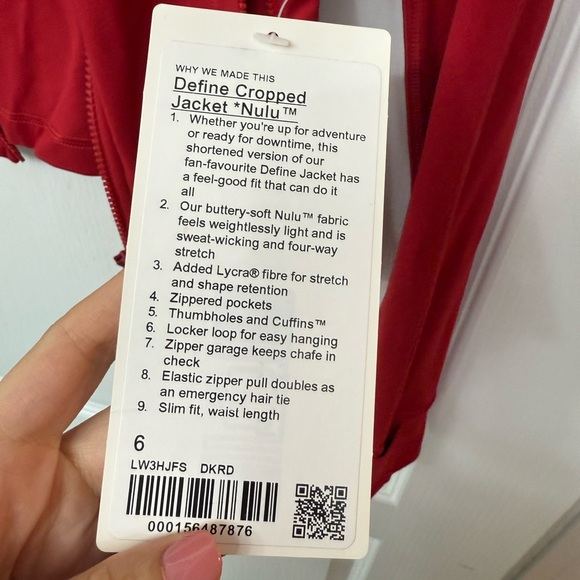 WHY WE MADE THIS
Define Cropped
Jacket *Nulu™
1. Whether you're up for adventure
or ready for downtime, this
shortened version of our
fan-favourite Define Jacket has
a feel-good fit that can do it
all
2. Our buttery-soft Nulu™ fabric
feels weightlessly light and is
sweat-wicking and four-way
stretch
3. Added Lycra® fibre for stretch
and shape retention
4. Zippered pockets
5. Thumbholes and Cuffins™
6. Locker loop for easy hanging
7. Zipper garage keeps chafe in
check
8. Elastic zipper pull doubles as
an emergency hair tie
9. Slim fit, waist length
6
LW3HJFS DKRD
000156487876